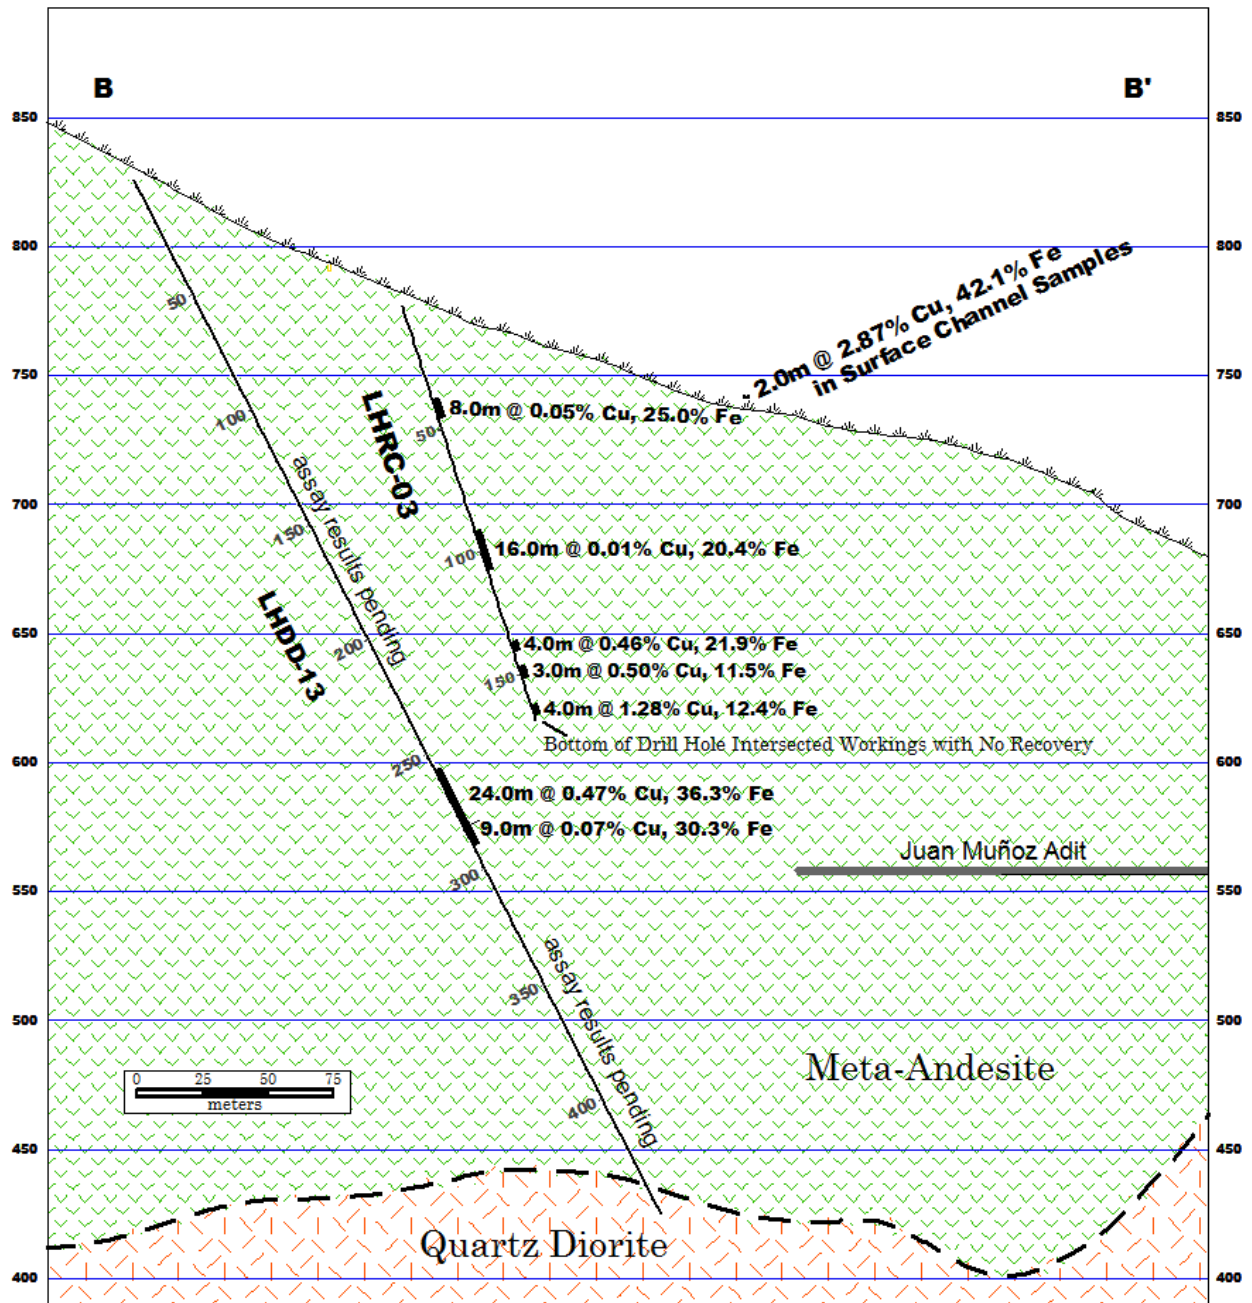 B
B'
850
850
800
800
2.0m @ 2.87% Cu, 42.1% Fe
in Surface Channel Samples
50
750
750
LHRC-03
8.0m @ 0.05% Cu, 25.0% Fe
50
100
assay results pending
700
700
150
16.0m @ 0.01% Cu, 20.4% Fe
100
LHDD-13
650
650
200
4.0m @ 0.46% Cu, 21.9% Fe
3.0m @ 0.50% Cu, 11.5% Fe
150
4.0m @ 1.28% Cu, 12.4% Fe
Bottom of Drill Hole Intersected Workings with No Recovery
600
600
250
24.0m @ 0.47% Cu, 36.3% Fe
9.0m @ 0.07% Cu, 30.3% Fe
Juan Muñoz Adit
300
550
550
assay results pending
350
500
500
Meta-Andesite
0 25 50 75
meters
400
450
450
Quartz Diorite
400
400